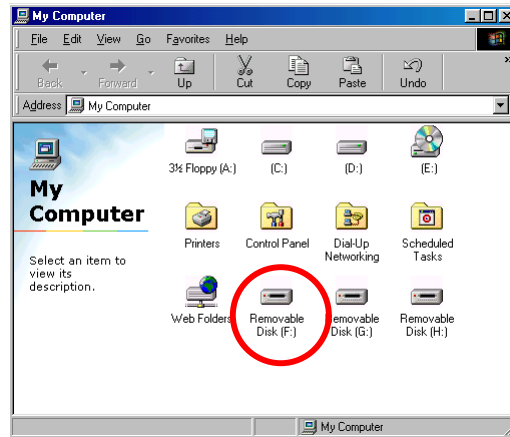 My Computer
File Edit View Go Favorites Help
Back Forward Up Cut Copy Paste Undo »
Address My Computer
3½ Floppy (A:) (C:) (D:) (E:)
My
Computer
Printers Control Panel Dial-Up Networking Scheduled Tasks
Select an item to
view its
description.
Web Folders Removable Disk (F:) Removable Disk (G:) Removable Disk (H:)
My Computer